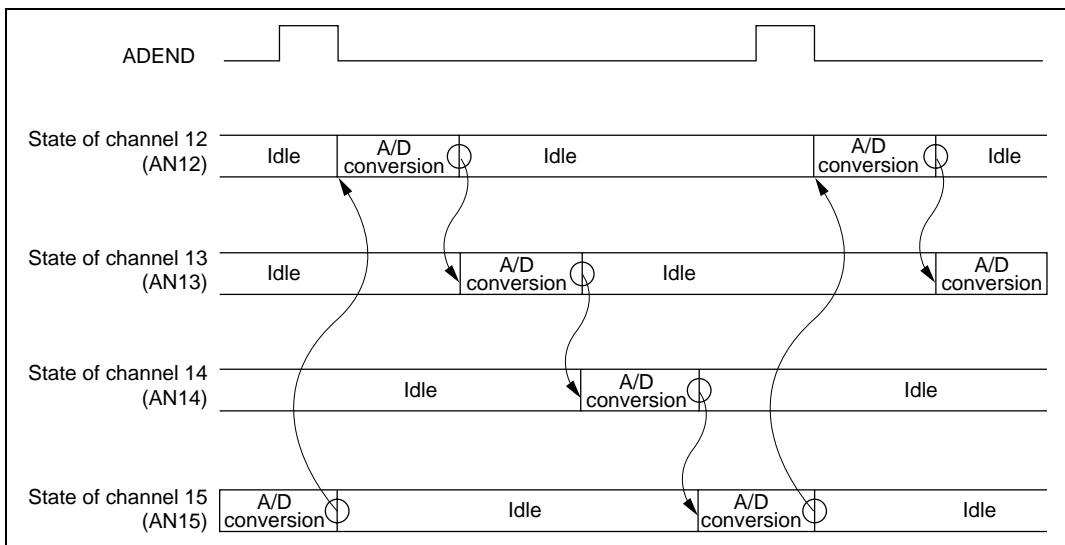 ADEND
State of channel 12
(AN12)
Idle
A/D
conversion
Idle
A/D
conversion
Idle
State of channel 13
(AN13)
Idle
A/D
conversion
Idle
A/D
conversion
State of channel 14
(AN14)
Idle
A/D
conversion
Idle
State of channel 15
(AN15)
A/D
conversion
Idle
A/D
conversion
Idle